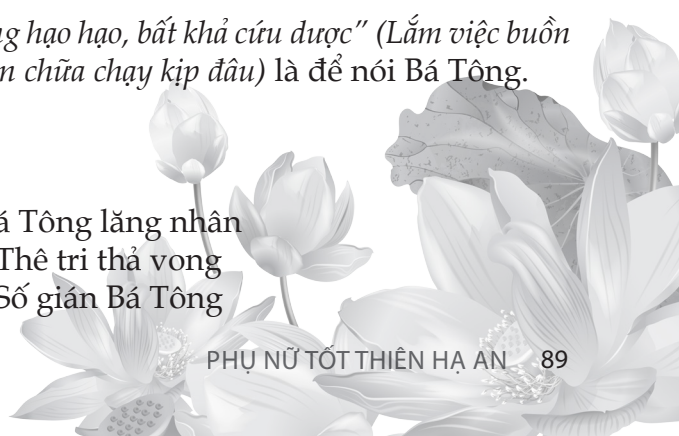 hạo hạo, bất khả cứu dược” (Lắm việc buồn
chữa chạy kịp đâu) là để nói Bá Tông.
Tông lăng nhân
Thê tri thả vong
Số gián Bá Tông
PHỤ NỮ TỐT THIÊN HẠ AN 89